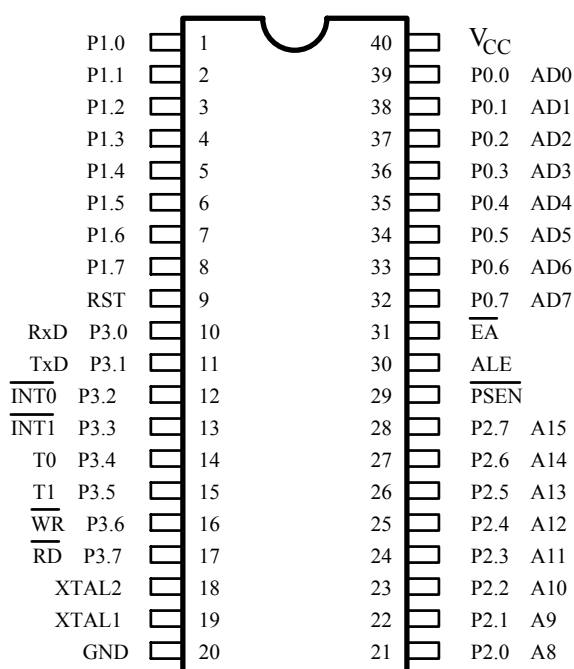 P1.0 1 40 VCC
P1.1 2 39 P0.0 AD0
P1.2 3 38 P0.1 AD1
P1.3 4 37 P0.2 AD2
P1.4 5 36 P0.3 AD3
P1.5 6 35 P0.4 AD4
P1.6 7 34 P0.5 AD5
P1.7 8 33 P0.6 AD6
RST 9 32 P0.7 AD7
RxD P3.0 10 31 EA
TxD P3.1 11 30 ALE
INT0 P3.2 12 29 PSEN
INT1 P3.3 13 28 P2.7 A15
T0 P3.4 14 27 P2.6 A14
T1 P3.5 15 26 P2.5 A13
WR P3.6 16 25 P2.4 A12
RD P3.7 17 24 P2.3 A11
XTAL2 18 23 P2.2 A10
XTAL1 19 22 P2.1 A9
GND 20 21 P2.0 A8